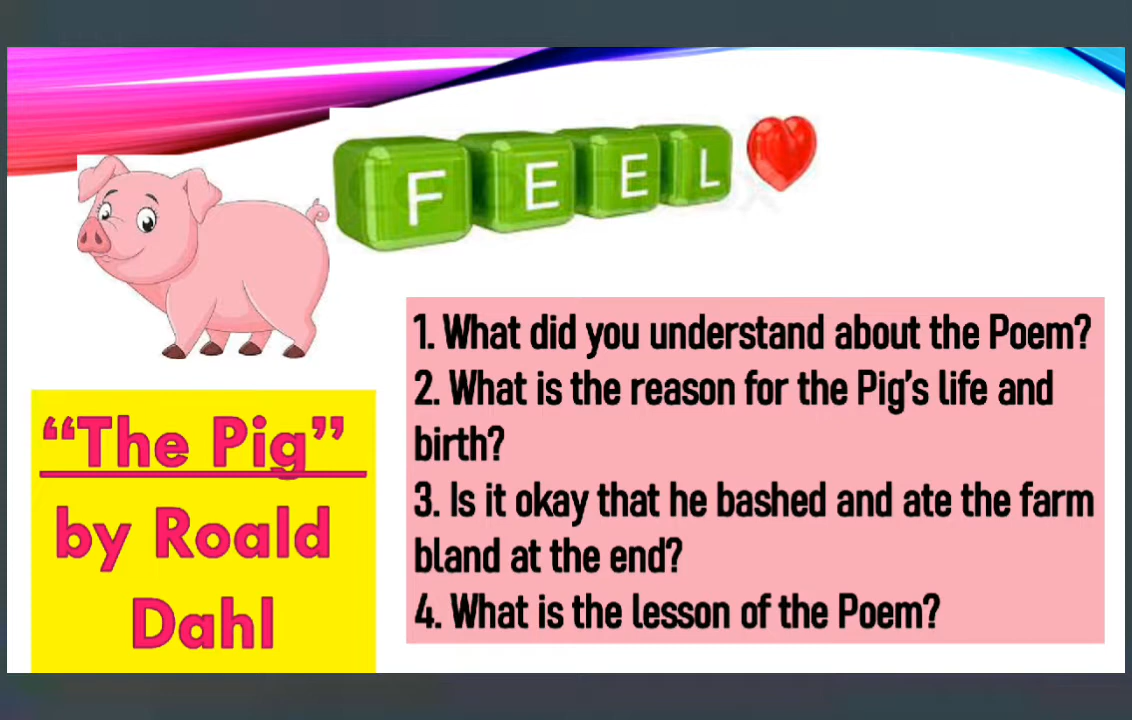 FEEL
1. What did you understand about the Poem?
2. What is the reason for the Pig's life and
birth?
3. Is it okay that he bashed and ate the farm
bland at the end?
4. What is the lesson of the Poem?
“The Pig”
by Roald
Dahl